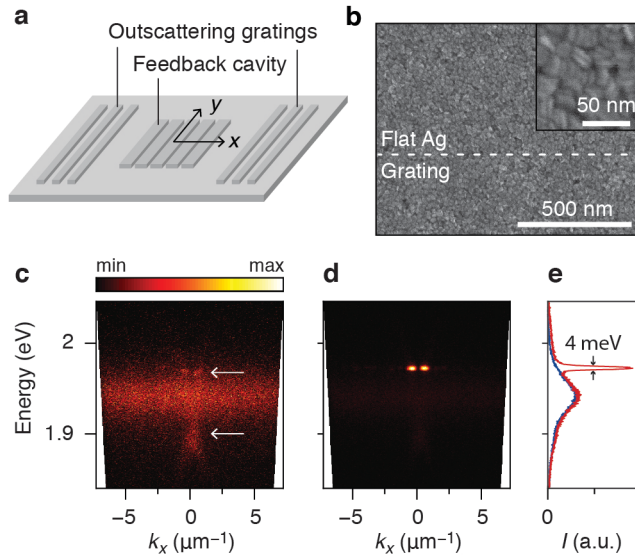 a
Outscattering gratings
Feedback cavity
y
x
b
50 nm
Flat Ag
Grating
500 nm
c
min
max
d
e
Energy (eV)
2
1.9
4 meV
−5
0
5
−5
0
5
0
kx (µm−1)
kx (µm−1)
I (a.u.)